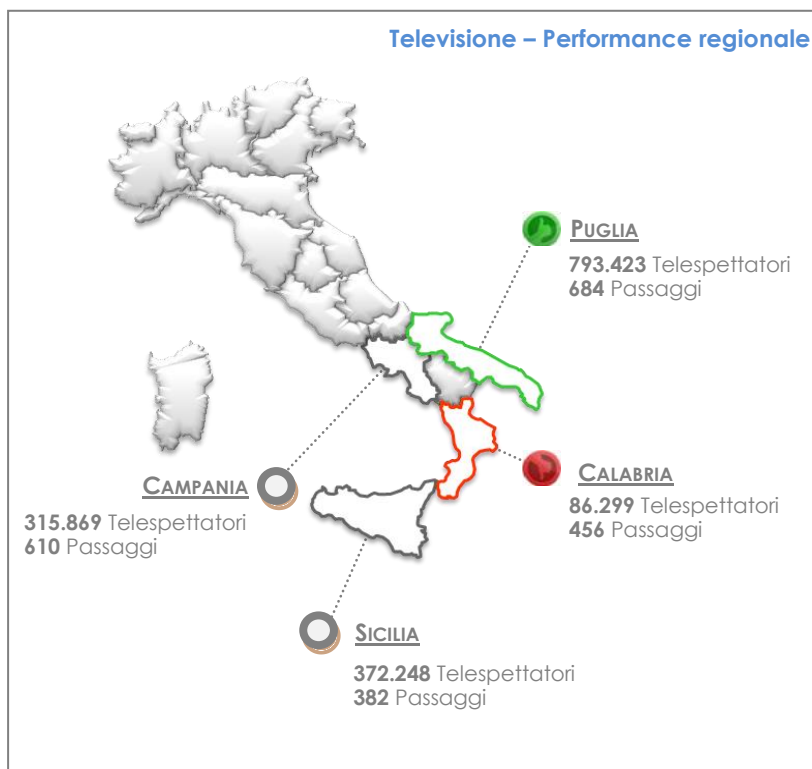 Televisione – Performance regionale
PUGLIA
793.423 Telespettatori
684 Passaggi
CALABRIA
86.299 Telespettatori
456 Passaggi
CAMPANIA
315.869 Telespettatori
610 Passaggi
SICILIA
372.248 Telespettatori
382 Passaggi